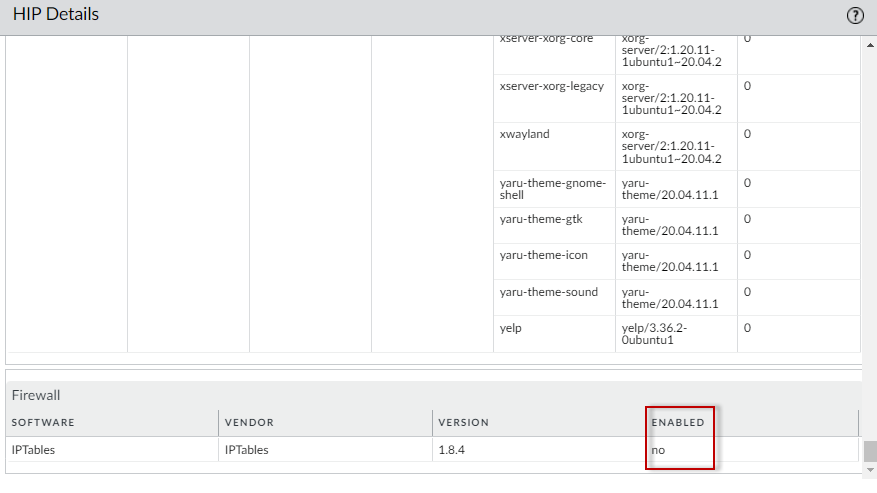 HIP Details
?
xserver-xorg-core xorg- 0
server/2:1.20.11-
1ubuntu1~20.04.2
xserver-xorg-legacy xorg- 0
server/2:1.20.11-
1ubuntu1~20.04.2
xwayland xorg- 0
server/2:1.20.11-
1ubuntu1~20.04.2
yaru-theme-gnome- yaru- 0
shell theme/20.04.11.1
yaru-theme-gtk yaru- 0
theme/20.04.11.1
yaru-theme-icon yaru- 0
theme/20.04.11.1
yaru-theme-sound yaru- 0
theme/20.04.11.1
yelp yelp/3.36.2- 0
0ubuntu1
Firewall
SOFTWARE VENDOR VERSION ENABLED
IPTables IPTables 1.8.4 no